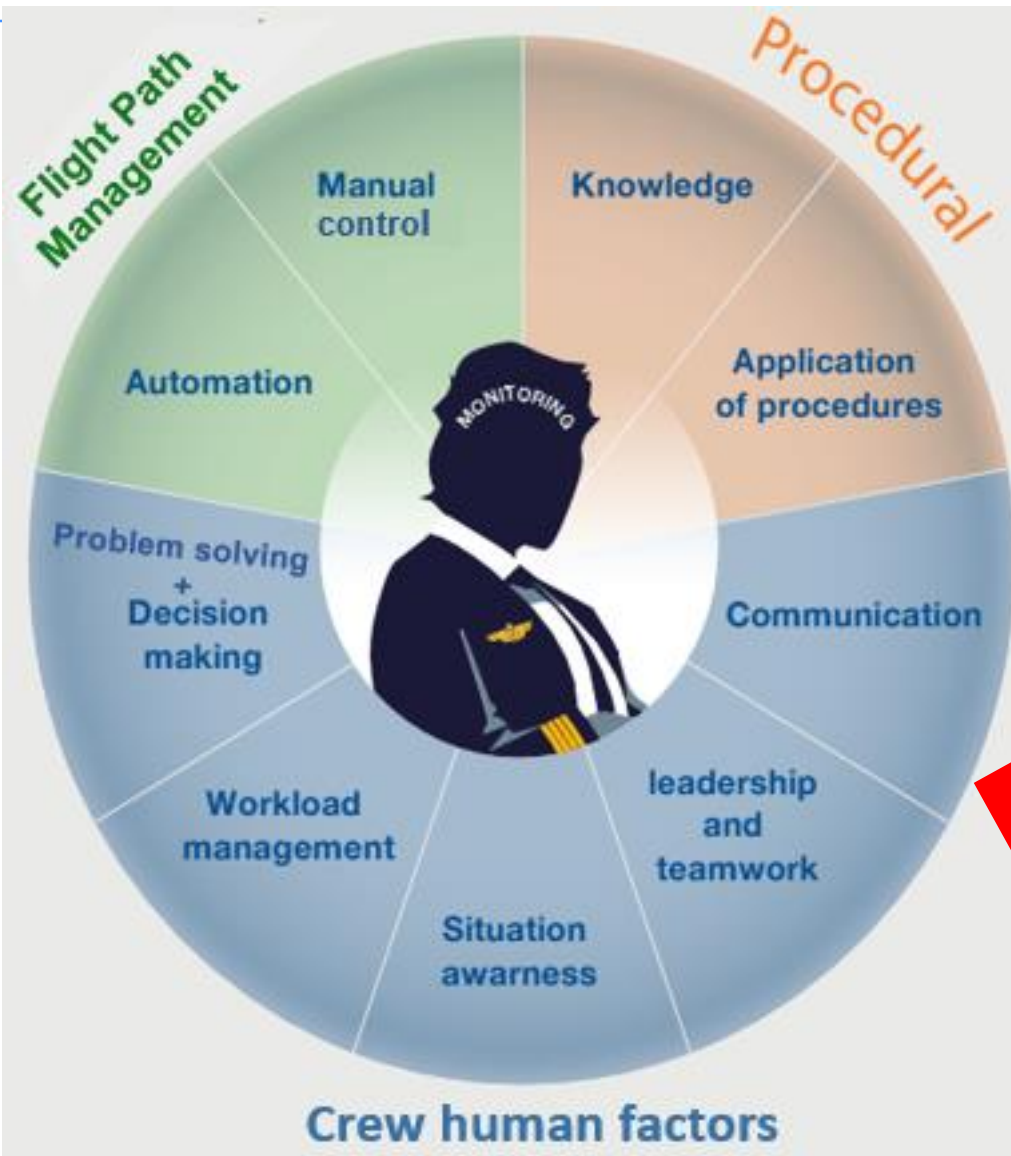 Flight Path
Management
Procedural
Manual
control
Knowledge
Automation
Application
of procedures
MONITORING
Problem solving
+
Decision
making
Communication
Workload
management
leadership
and
teamwork
Situation
awarness
Crew human factors